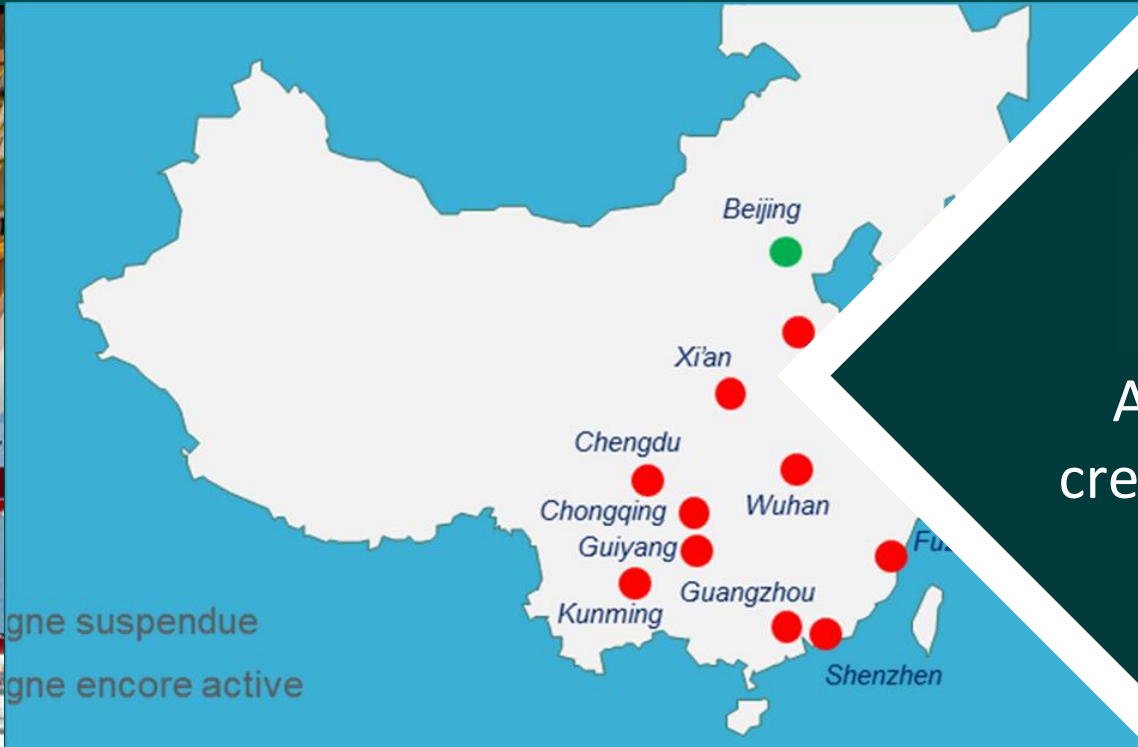 Beijing
Xi'an
Chengdu
Chongqing
Wuhan
Guiyang
Guangzhou
Kunming
Shenzhen
gne suspendue
gne encore active